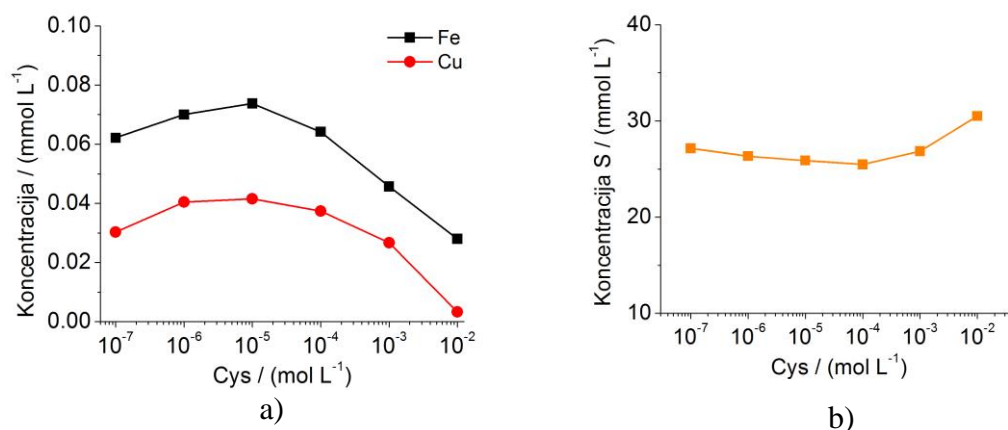 0.10
0.08
0.06
0.04
0.02
0.00
Koncentracija / (mmol L⁻¹)
Fe
Cu
10⁻⁷ 10⁻⁶ 10⁻⁵ 10⁻⁴ 10⁻³ 10⁻²
Cys / (mol L⁻¹)
a)
40
30
20
10
Koncentracija S / (mmol L⁻¹)
10⁻⁷ 10⁻⁶ 10⁻⁵ 10⁻⁴ 10⁻³ 10⁻²
Cys / (mol L⁻¹)
b)